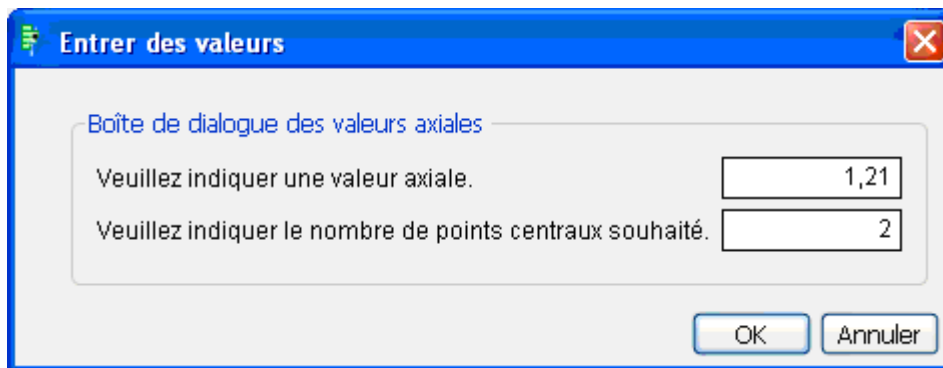 Entrer des valeurs
Boîte de dialogue des valeurs axiales
Veuillez indiquer une valeur axiale. 1,21
Veuillez indiquer le nombre de points centraux souhaité. 2
OK Annuler